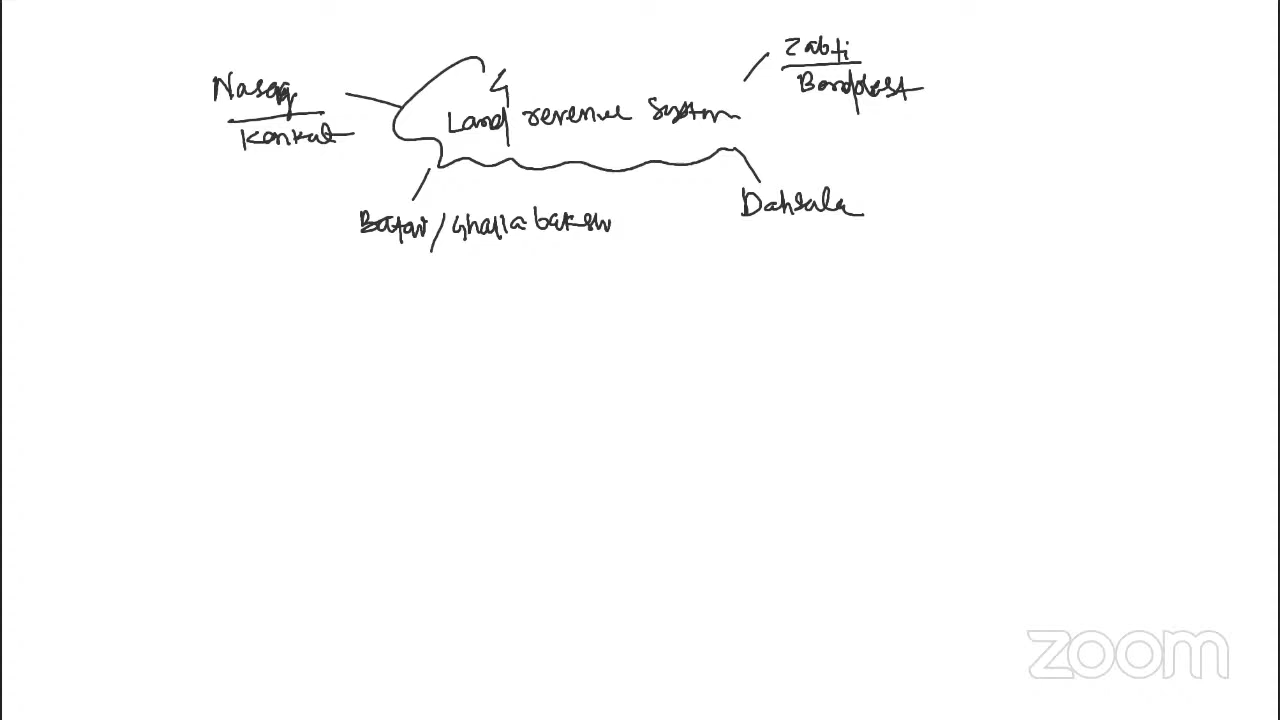 Zabti
Bandobast
Nasaq
Kankut
Land revenue System
Dahsala
Batai / Ghalla bakshi
zoom